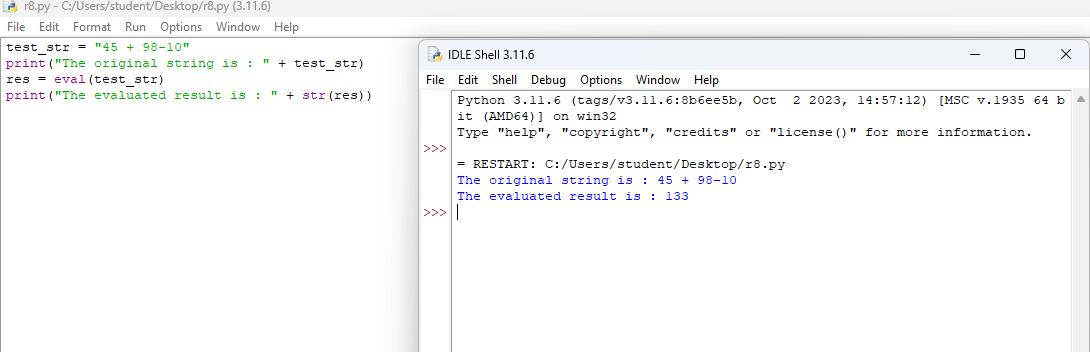 r8.py - C:/Users/student/Desktop/r8.py (3.11.6)
File Edit Format Run Options Window Help
test_str = "45 + 98-10"
print("The original string is : " + test_str)
res = eval(test_str)
print("The evaluated result is : " + str(res))
IDLE Shell 3.11.6
File Edit Shell Debug Options Window Help
Python 3.11.6 (tags/v3.11.6:8b6ee5b, Oct  2 2023, 14:57:12) [MSC v.1935 64 b
it (AMD64)] on win32
Type "help", "copyright", "credits" or "license()" for more information.
>>>
= RESTART: C:/Users/student/Desktop/r8.py
The original string is : 45 + 98-10
The evaluated result is : 133
>>>